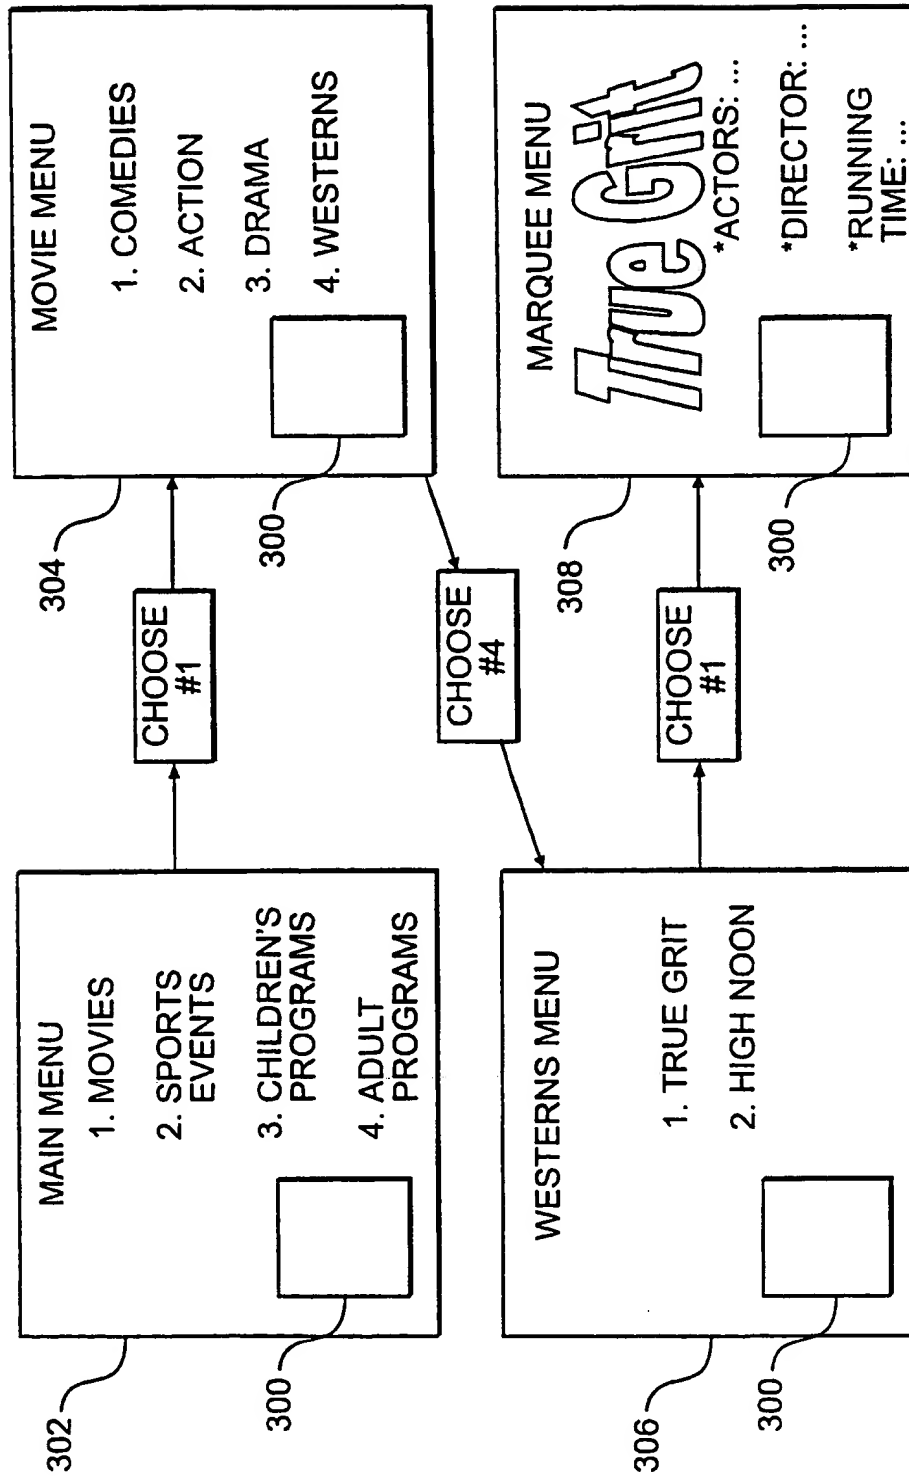 MAIN MENU
1. MOVIES
2. SPORTS
EVENTS
3. CHILDREN'S
PROGRAMS
4. ADULT
PROGRAMS
302
300
CHOOSE
#1
MOVIE MENU
1. COMEDIES
2. ACTION
3. DRAMA
4. WESTERNS
304
300
CHOOSE
#4
WESTERNS MENU
1. TRUE GRIT
2. HIGH NOON
306
300
CHOOSE
#1
MARQUEE MENU
True Grit
*ACTORS: ...
*DIRECTOR: ...
*RUNNING
TIME: ...
308
300